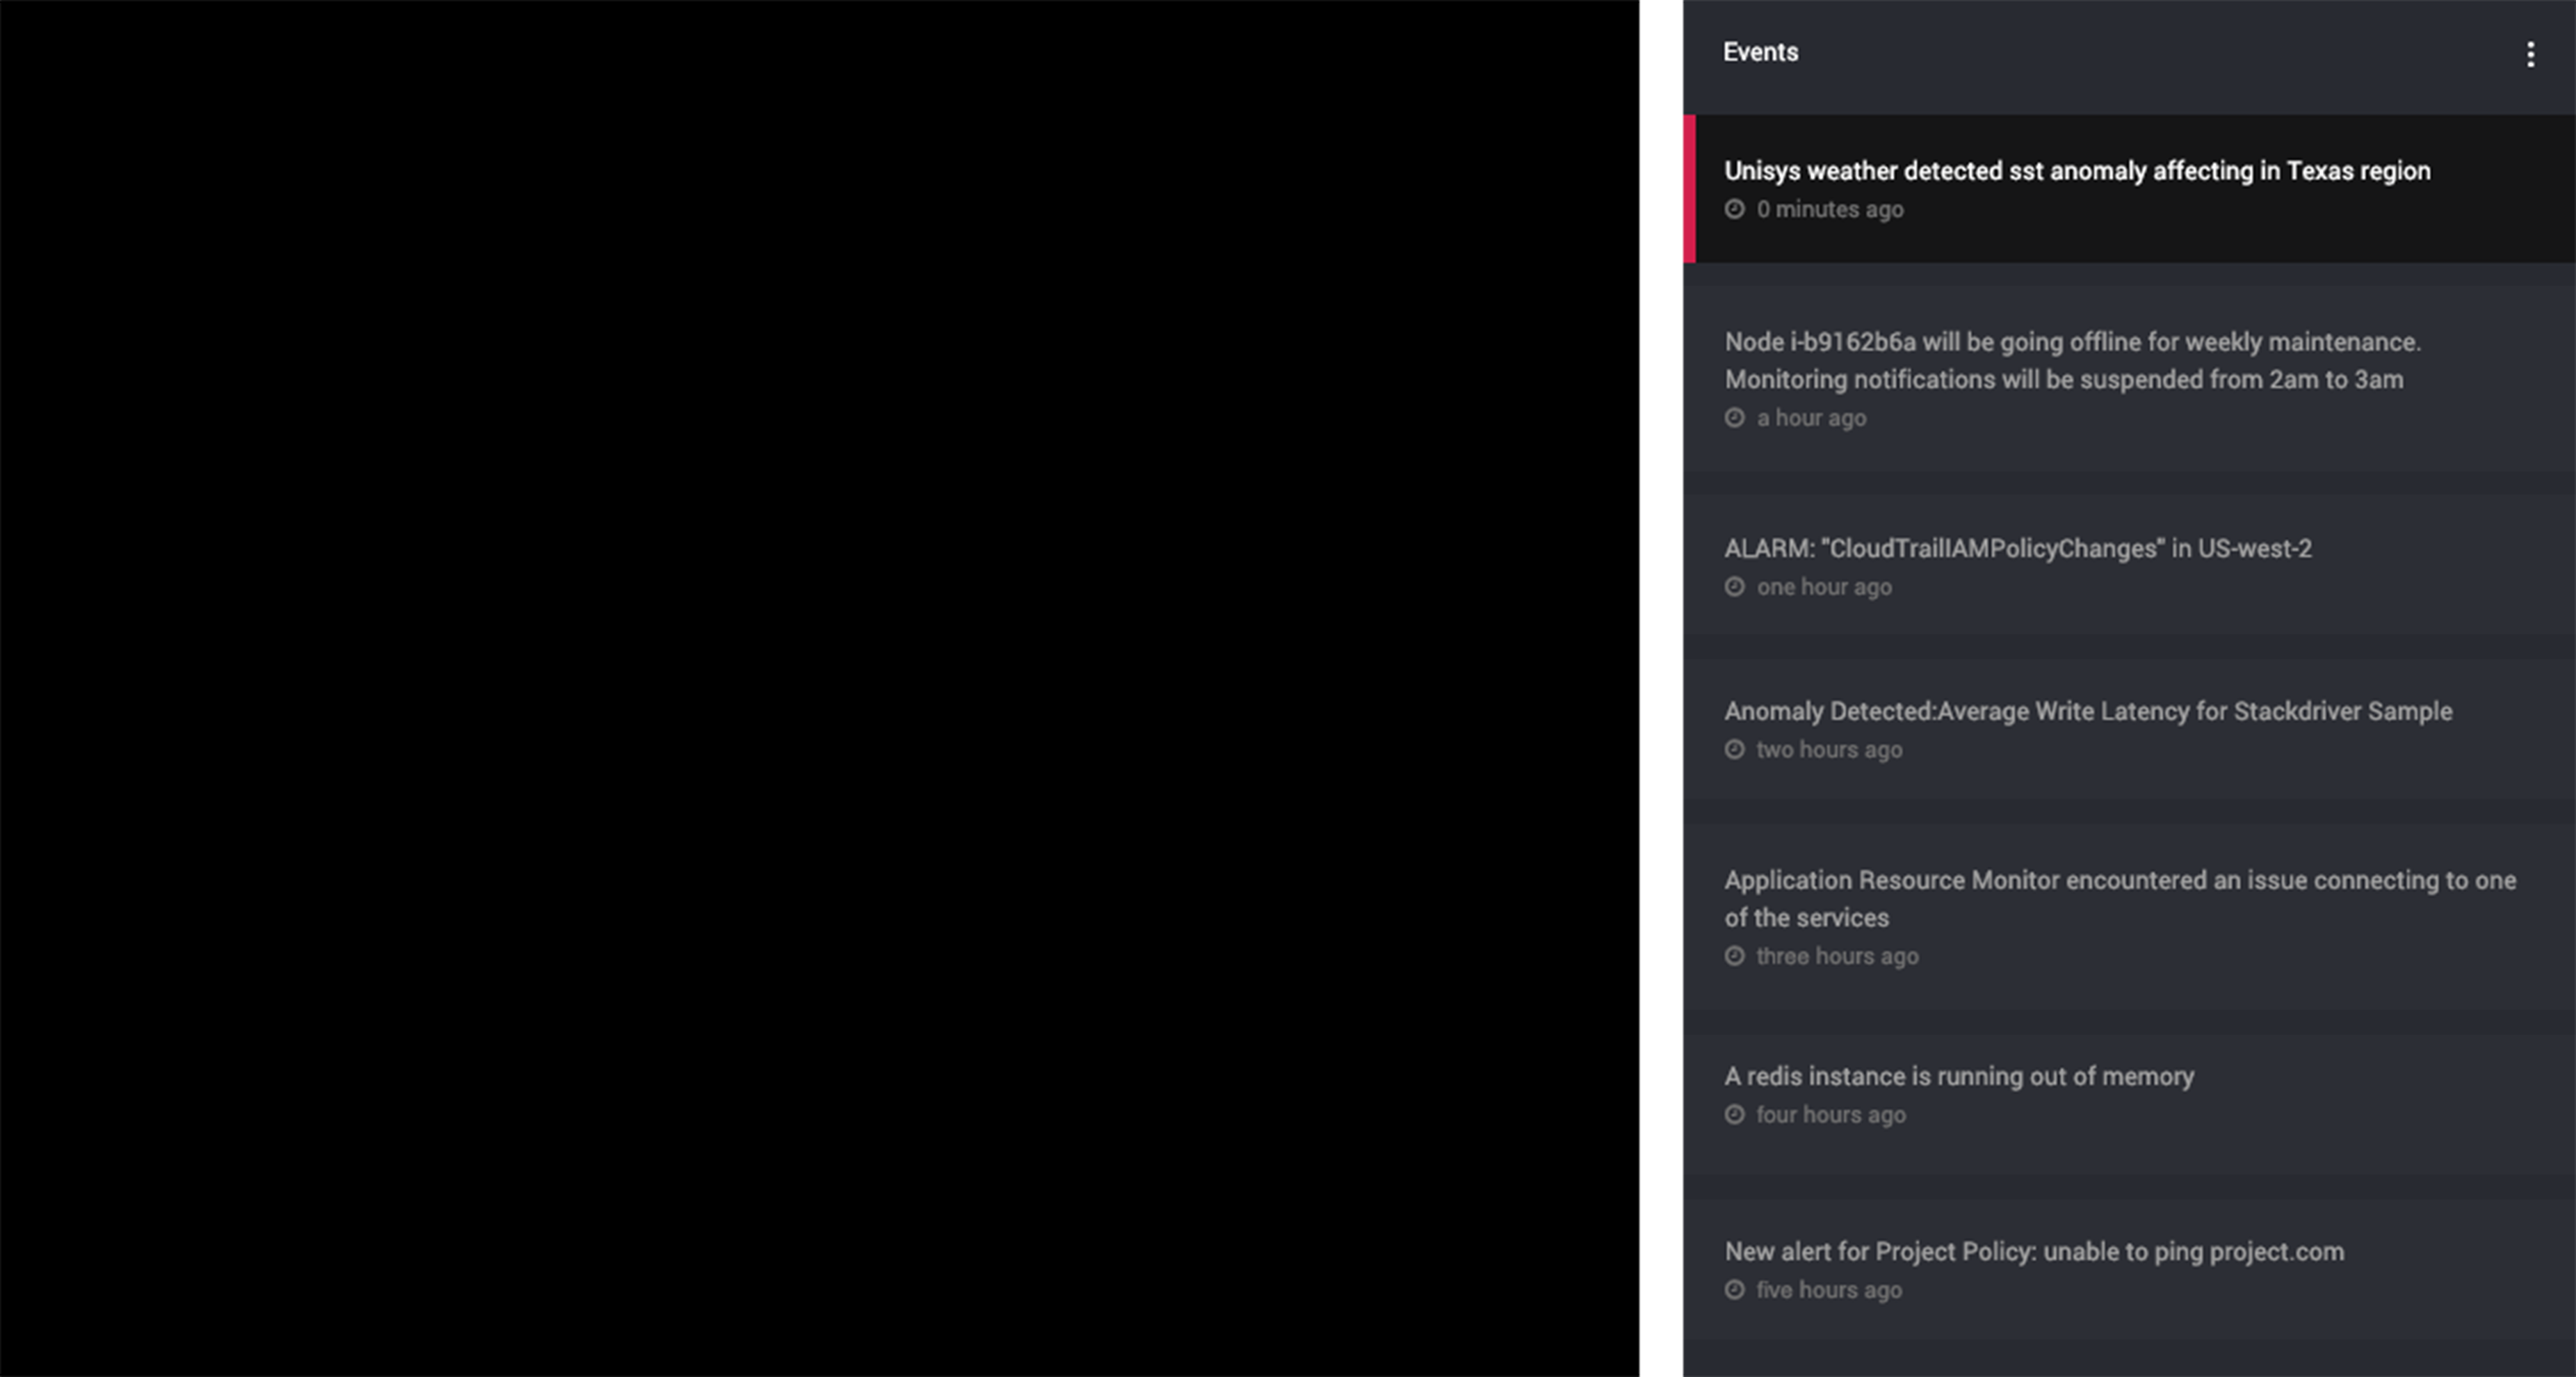 Events
Unisys weather detected sst anomaly affecting in Texas region
0 minutes ago
Node i-b9162b6a will be going offline for weekly maintenance.
Monitoring notifications will be suspended from 2am to 3am
a hour ago
ALARM: "CloudTrailIAMPolicyChanges" in US-west-2
one hour ago
Anomaly Detected:Average Write Latency for Stackdriver Sample
two hours ago
Application Resource Monitor encountered an issue connecting to one
of the services
three hours ago
A redis instance is running out of memory
four hours ago
New alert for Project Policy: unable to ping project.com
five hours ago